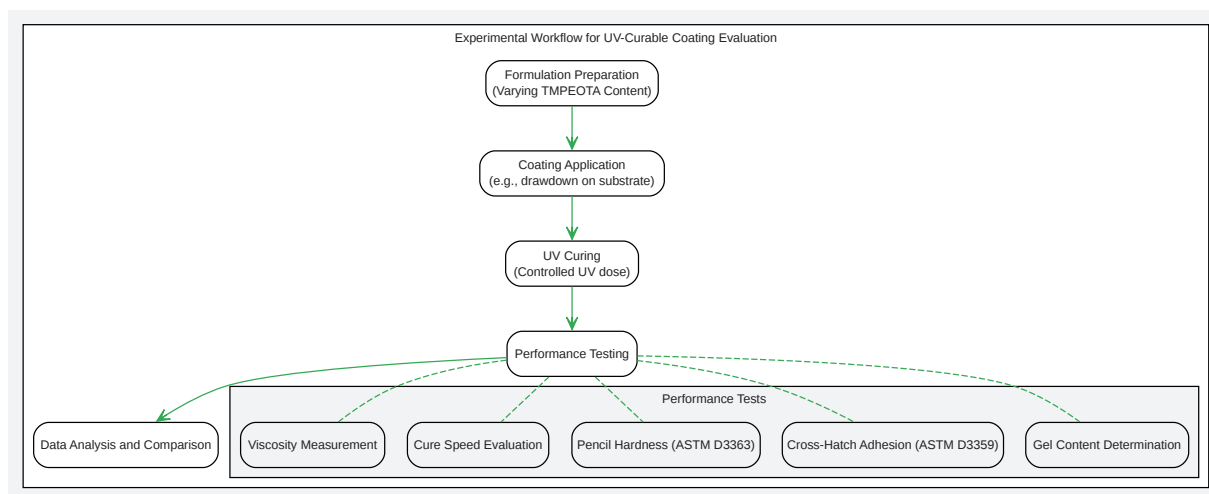 Experimental Workflow for UV-Curable Coating Evaluation
Formulation Preparation
(Varying TMPEOTA Content)
Coating Application
(e.g., drawdown on substrate)
UV Curing
(Controlled UV dose)
Performance Testing
Performance Tests
Data Analysis and Comparison
Viscosity Measurement
Cure Speed Evaluation
Pencil Hardness (ASTM D3363)
Cross-Hatch Adhesion (ASTM D3359)
Gel Content Determination